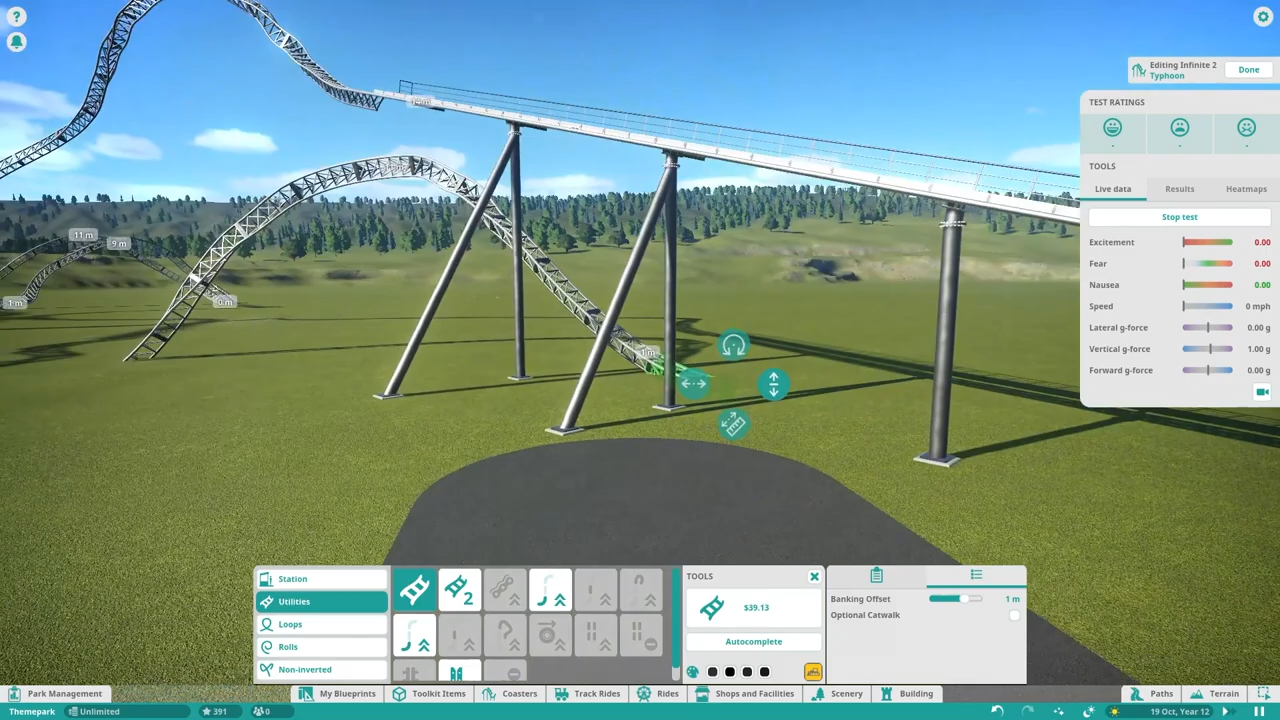 ?
Editing Infinite 2
Typhoon
Done
TEST RATINGS
- - -
TOOLS
Live data Results Heatmaps
Stop test
Excitement 0.00
Fear 0.00
Nausea 0.00
Speed 0 mph
Lateral g-force 0.00 g
Vertical g-force 1.00 g
Forward g-force 0.00 g
11 m
9 m
1 m
0 m
1 m
Station
Utilities
Loops
Rolls
Non-inverted
2
TOOLS
$39.13
Autocomplete
Banking Offset 1 m
Optional Catwalk
Park Management My Blueprints Toolkit Items Coasters Track Rides Rides Shops and Facilities Scenery Building Paths Terrain
Themepark Unlimited 391 0 19 Oct, Year 12